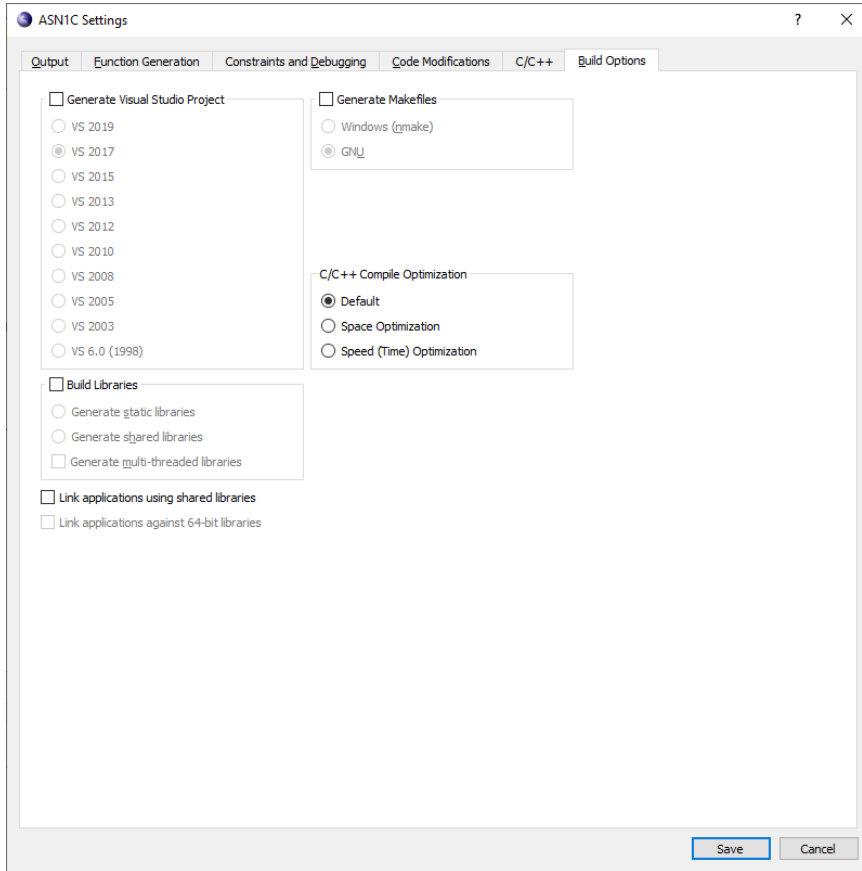 ASN1C Settings
?
Output Function Generation Constraints and Debugging Code Modifications C/C++ Build Options
Generate Visual Studio Project
VS 2019
VS 2017
VS 2015
VS 2013
VS 2012
VS 2010
VS 2008
VS 2005
VS 2003
VS 6.0 (1998)
Generate Makefiles
Windows (nmake)
GNU
C/C++ Compile Optimization
Default
Space Optimization
Speed (Time) Optimization
Build Libraries
Generate static libraries
Generate shared libraries
Generate multi-threaded libraries
Link applications using shared libraries
Link applications against 64-bit libraries
Save Cancel